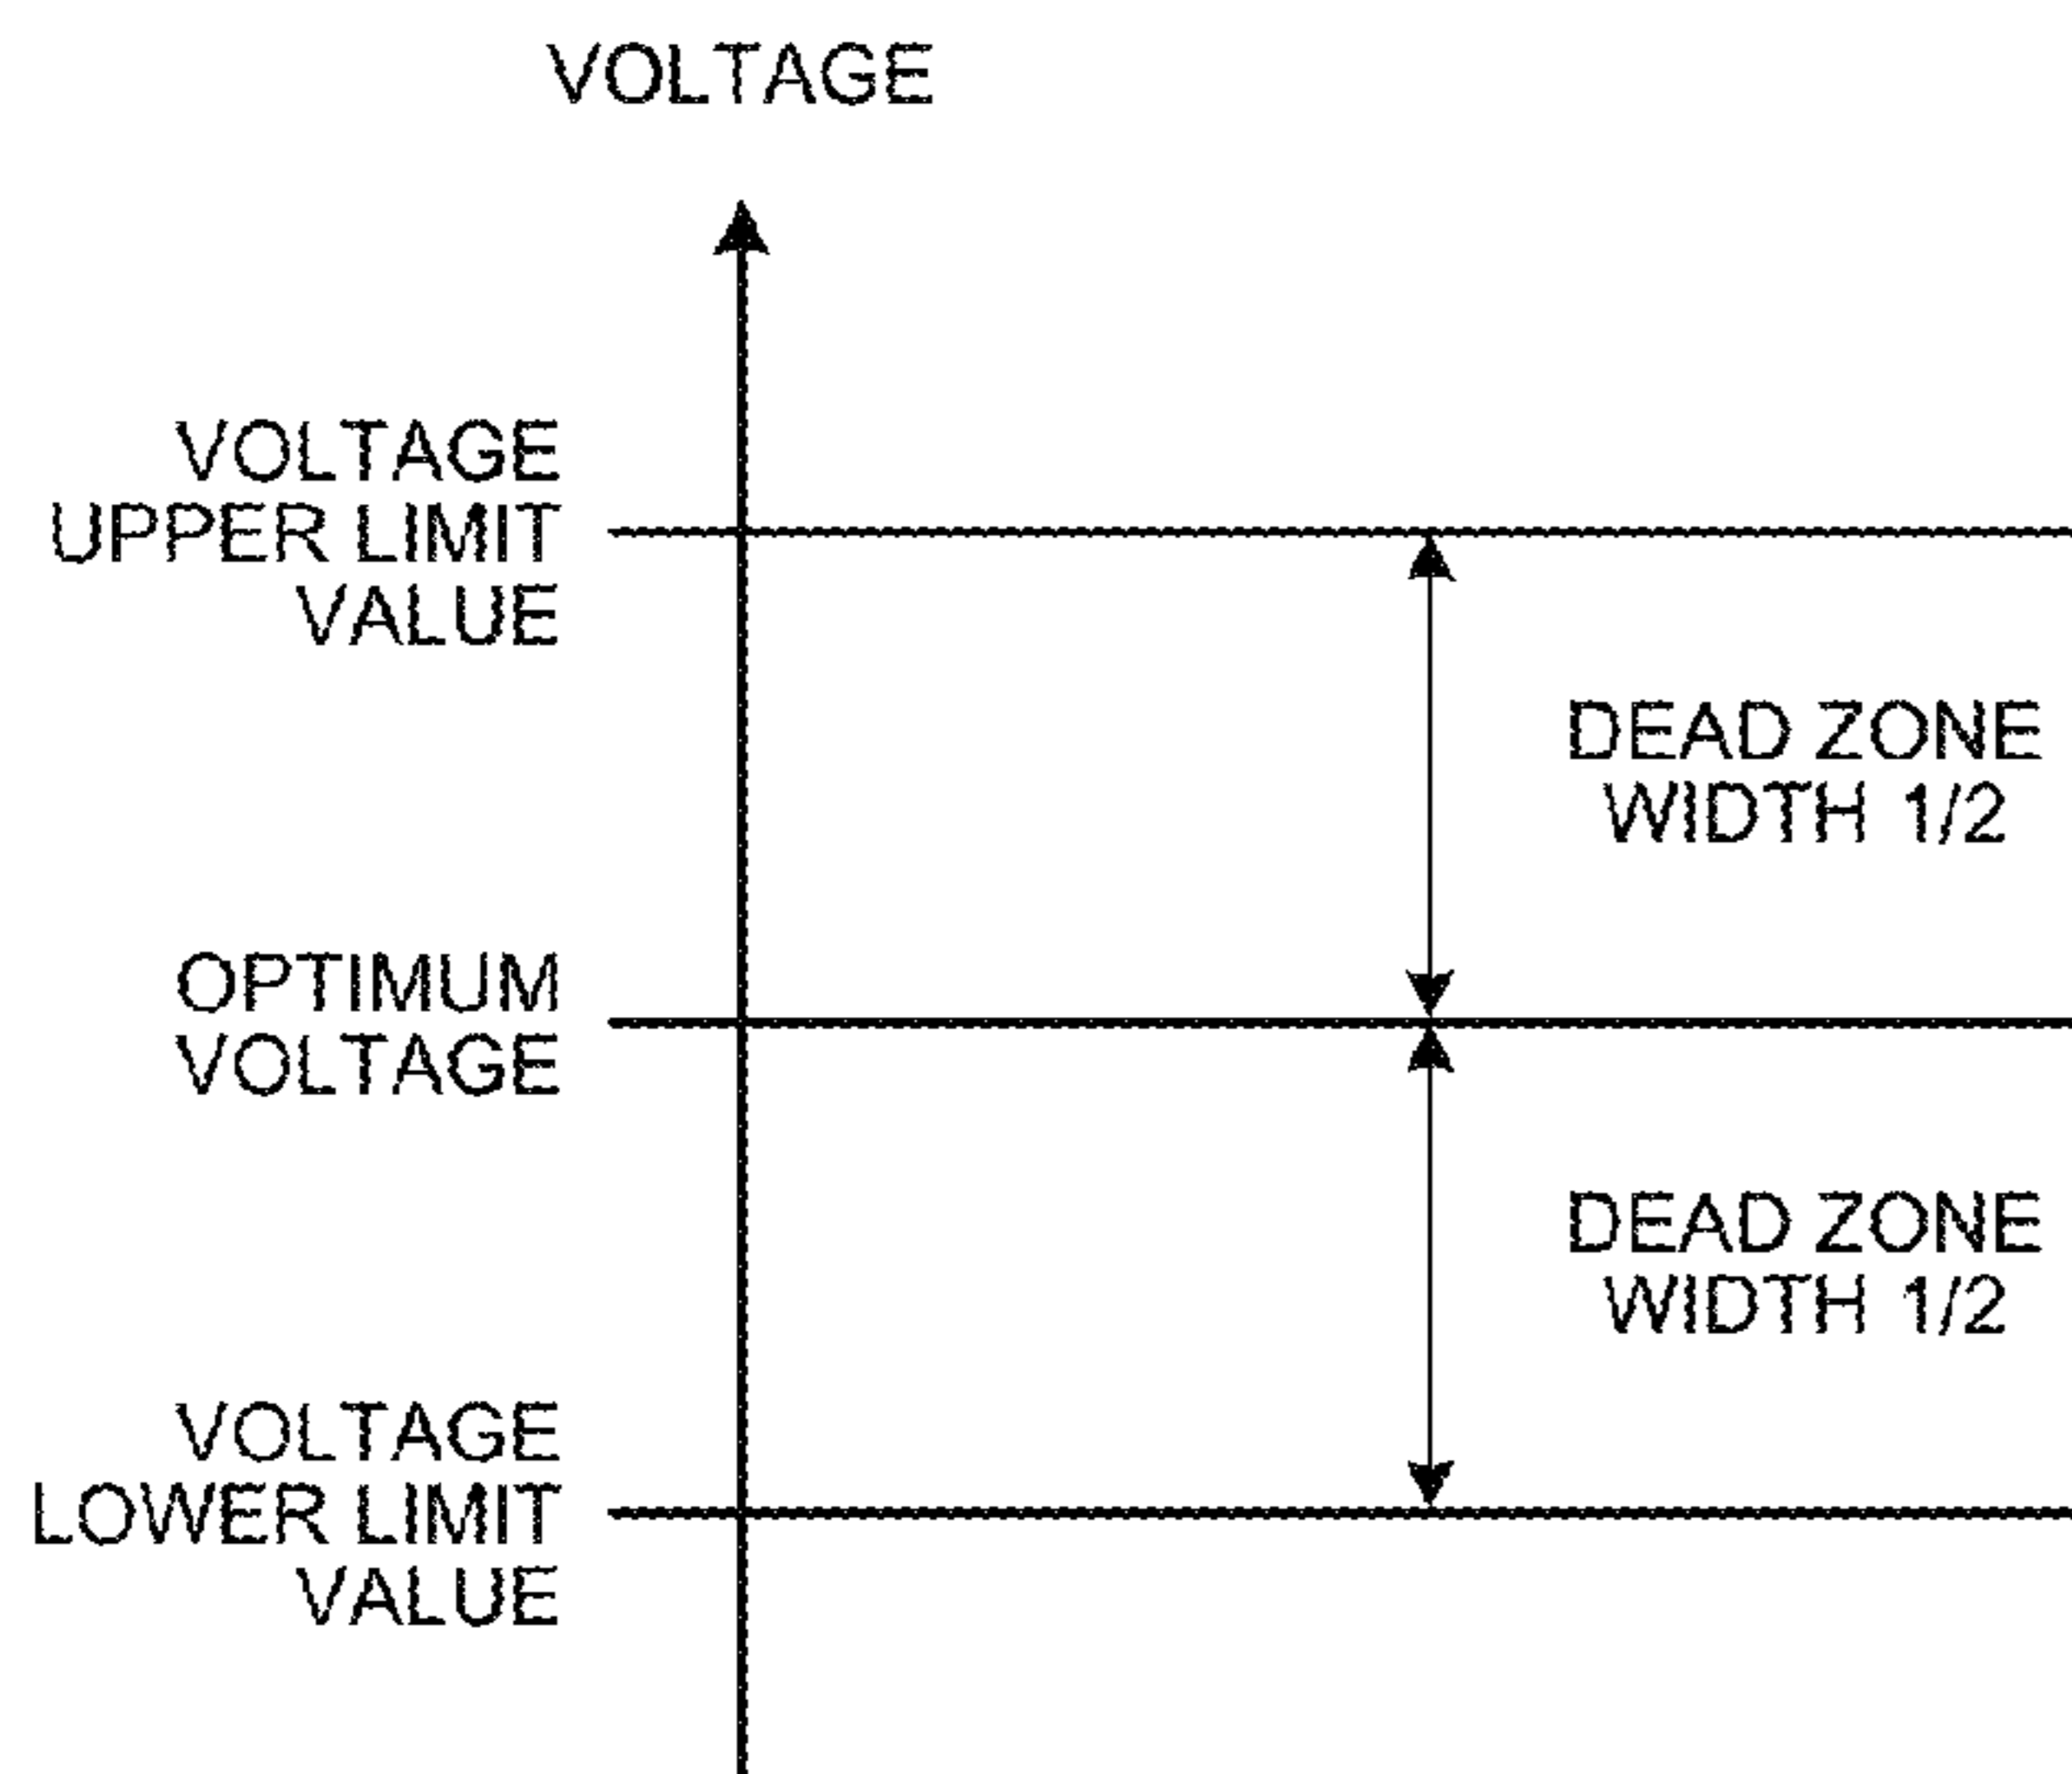 VOLTAGE
VOLTAGE
UPPER LIMIT
VALUE
DEAD ZONE
WIDTH 1/2
OPTIMUM
VOLTAGE
DEAD ZONE
WIDTH 1/2
VOLTAGE
LOWER LIMIT
VALUE